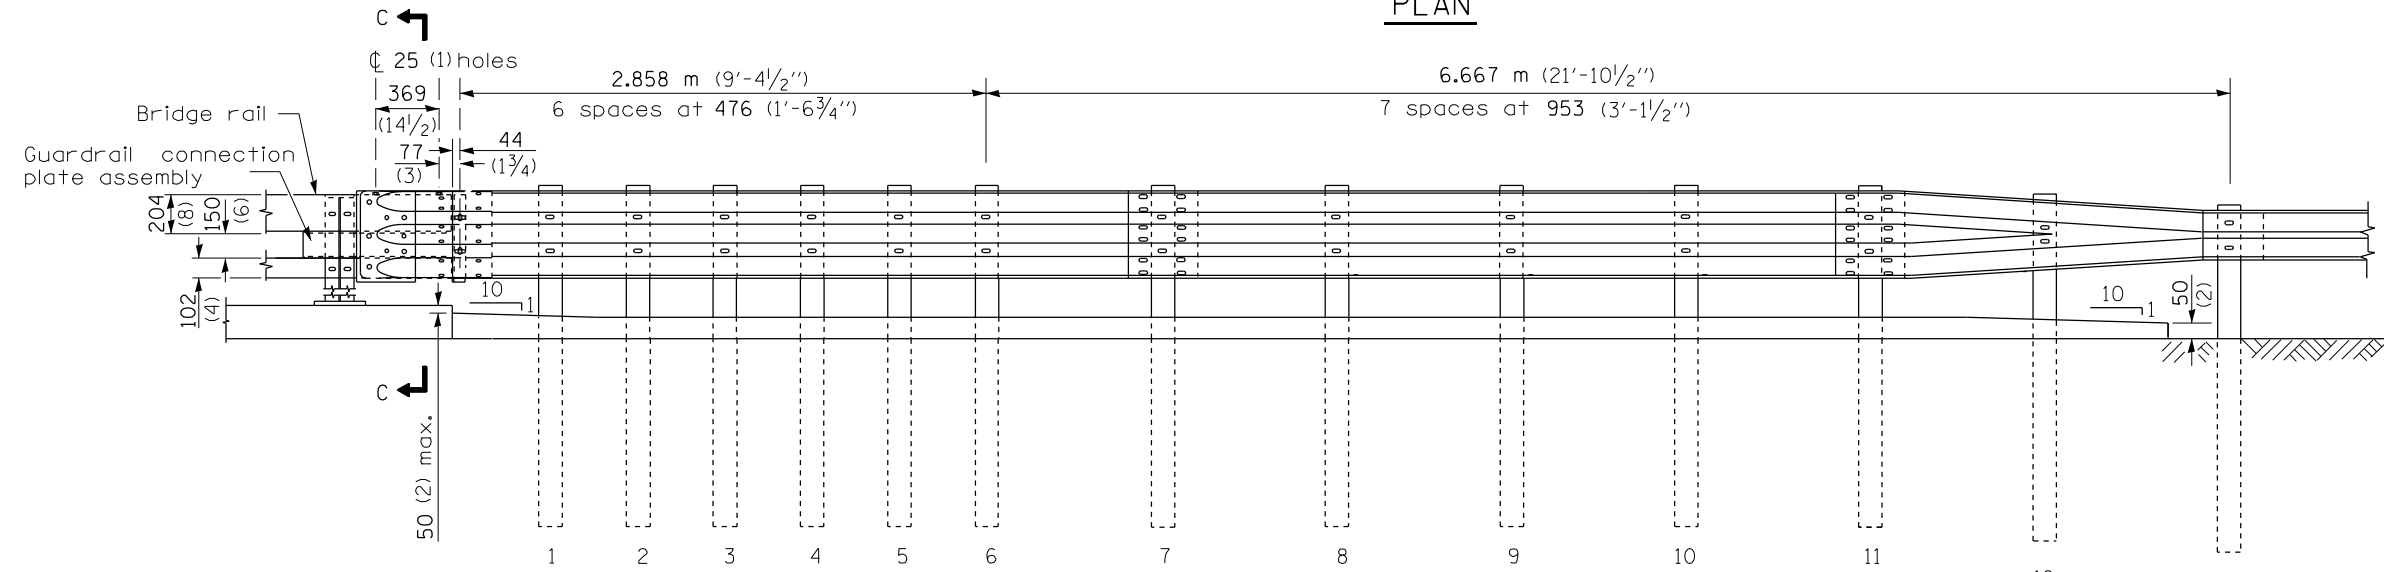 PLAN
C
℄ 25 (1) holes
2.858 m (9'-4½")
6.667 m (21'-10½")
369
(14½)
6 spaces at 476 (1'-6¾")
7 spaces at 953 (3'-1½")
Bridge rail
77
(3)
44
(1¾)
Guardrail connection
plate assembly
204
(8)
150
(6)
102
(4)
10
1
10
1
50
(2)
C
50 (2) max.
1 2 3 4 5 6 7 8 9 10 11